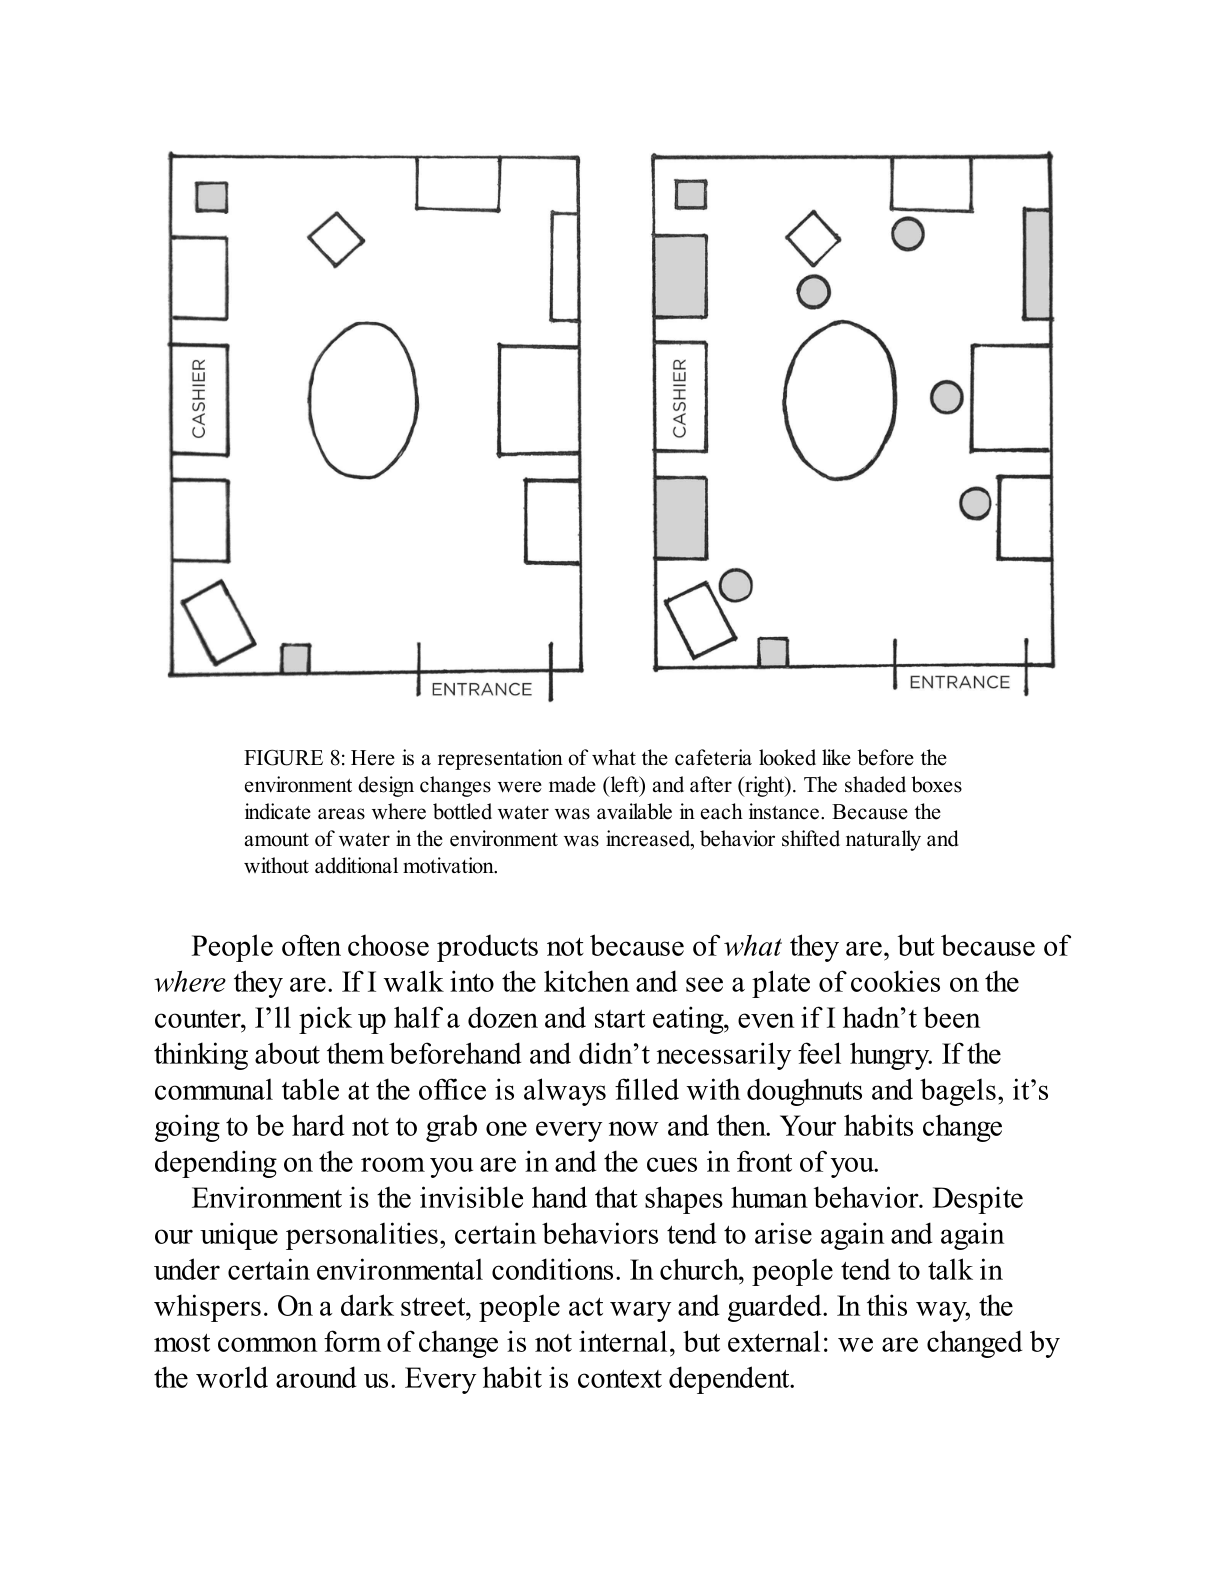 CASHIER
ENTRANCE
CASHIER
ENTRANCE
FIGURE 8: Here is a representation of what the cafeteria looked like before the
environment design changes were made (left) and after (right). The shaded boxes
indicate areas where bottled water was available in each instance. Because the
amount of water in the environment was increased, behavior shifted naturally and
without additional motivation.
People often choose products not because of what they are, but because of
where they are. If I walk into the kitchen and see a plate of cookies on the
counter, I’ll pick up half a dozen and start eating, even if I hadn’t been
thinking about them beforehand and didn’t necessarily feel hungry. If the
communal table at the office is always filled with doughnuts and bagels, it’s
going to be hard not to grab one every now and then. Your habits change
depending on the room you are in and the cues in front of you.
Environment is the invisible hand that shapes human behavior. Despite
our unique personalities, certain behaviors tend to arise again and again
under certain environmental conditions. In church, people tend to talk in
whispers. On a dark street, people act wary and guarded. In this way, the
most common form of change is not internal, but external: we are changed by
the world around us. Every habit is context dependent.